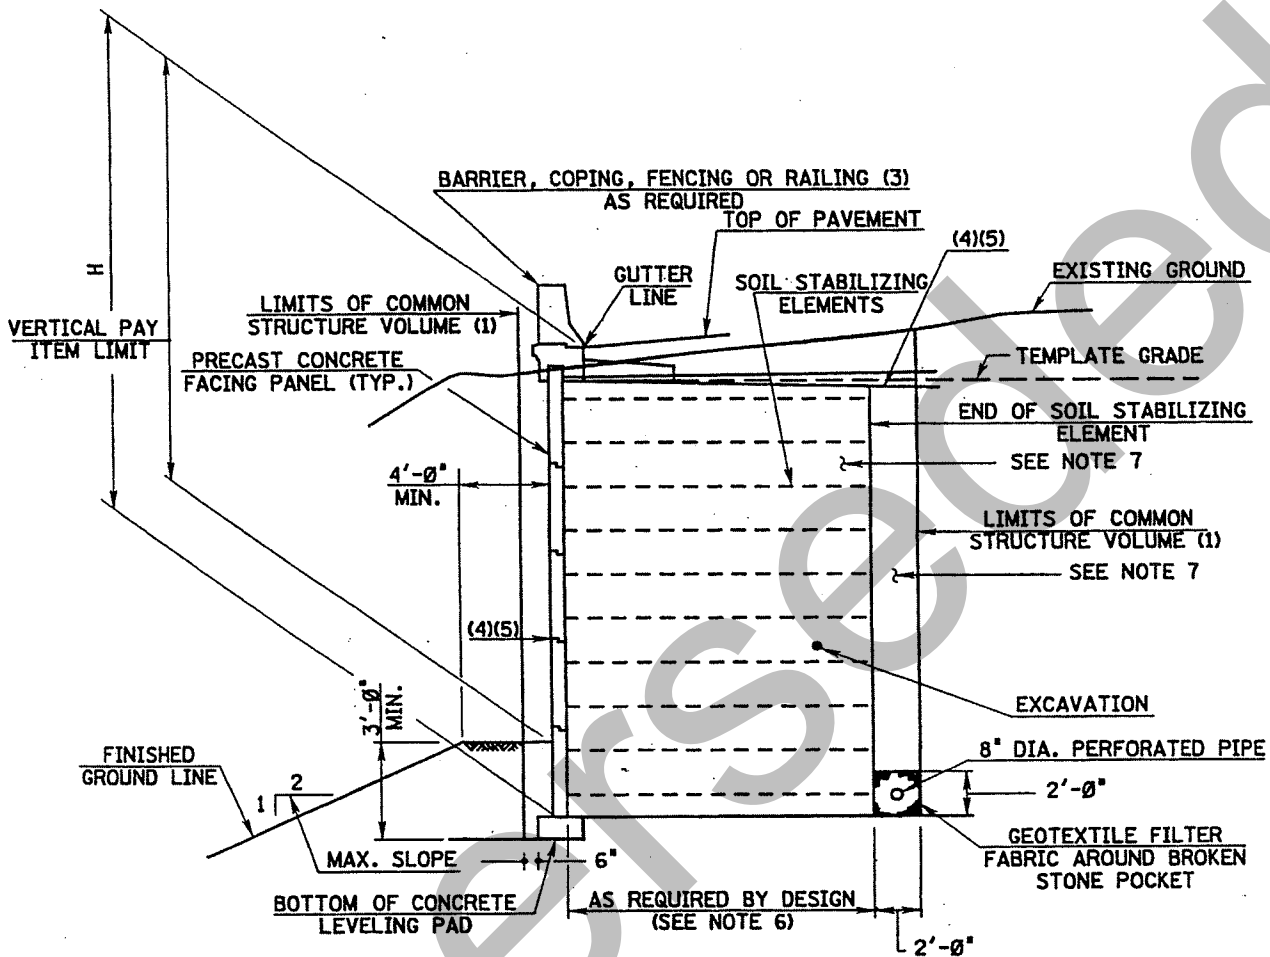 BARRIER, COPING, FENCING OR RAILING (3)
AS REQUIRED
TOP OF PAVEMENT
(4)(5)
H
GUTTER
LINE
SOIL STABILIZING
ELEMENTS
EXISTING GROUND
LIMITS OF COMMON
STRUCTURE VOLUME (1)
VERTICAL PAY
ITEM LIMIT
PRECAST CONCRETE
FACING PANEL (TYP.)
TEMPLATE GRADE
END OF SOIL STABILIZING
ELEMENT
SEE NOTE 7
4'-0"
MIN.
LIMITS OF COMMON
STRUCTURE VOLUME (1)
SEE NOTE 7
(4)(5)
3'-0"
MIN.
EXCAVATION
FINISHED
GROUND LINE
2
1
8" DIA. PERFORATED PIPE
2'-0"
GEOTEXTILE FILTER
FABRIC AROUND BROKEN
STONE POCKET
MAX. SLOPE
6"
BOTTOM OF CONCRETE
LEVELING PAD
AS REQUIRED BY DESIGN
(SEE NOTE 6)
2'-0"
erseded